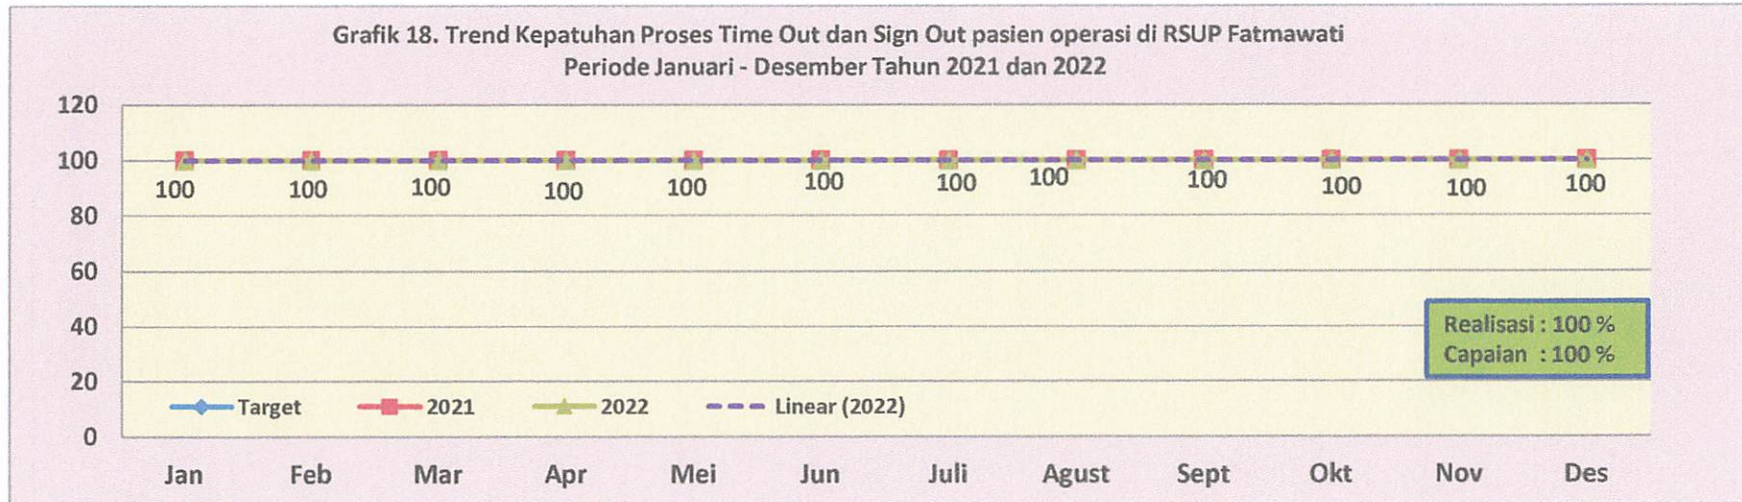 Grafik 18. Trend Kepatuhan Proses Time Out dan Sign Out pasien operasi di RSUP Fatmawati
Periode Januari - Desember Tahun 2021 dan 2022
120
100
100 100 100 100 100 100 100 100 100 100 100 100
80
60
40
Realisasi : 100 %
Capaian : 100 %
20
Target 2021 2022 Linear (2022)
0
Jan Feb Mar Apr Mei Jun Juli Agust Sept Okt Nov Des